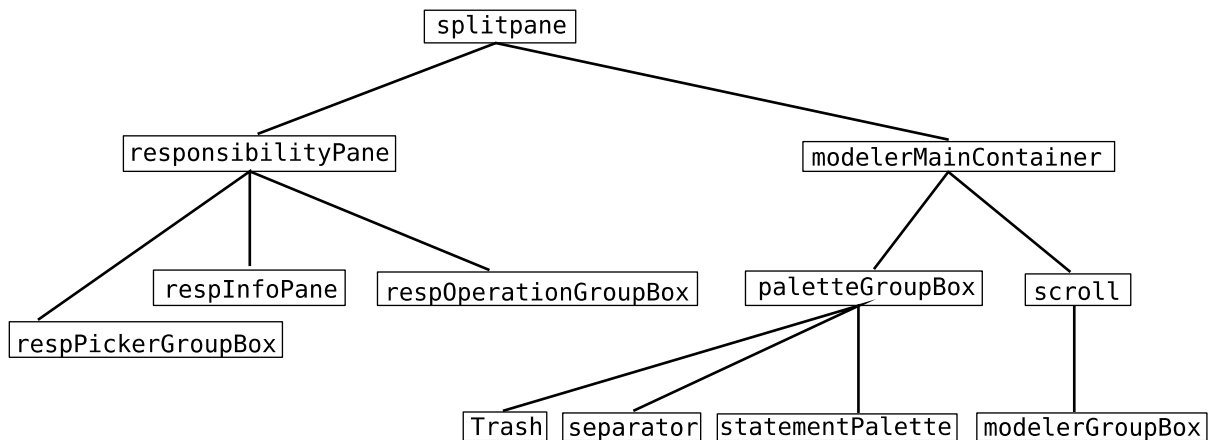 splitpane
responsibilityPane
modelerMainContainer
respInfoPane
respOperationGroupBox
paletteGroupBox
scroll
respPickerGroupBox
Trash
separator
statementPalette
modelerGroupBox